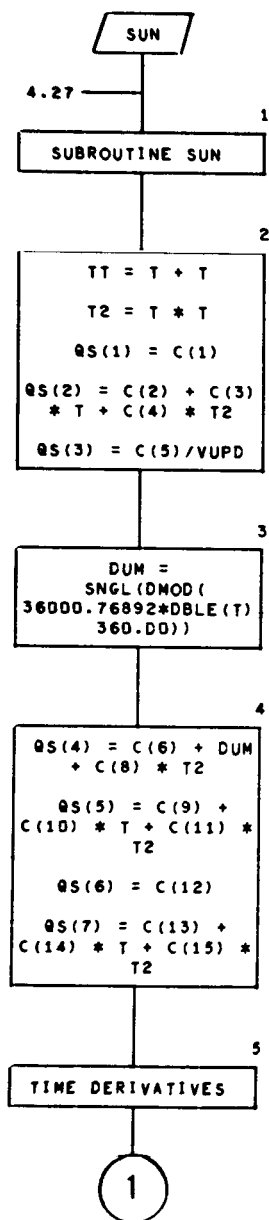 SUN
4.27
1
SUBROUTINE SUN
2
TT = T + T
T2 = T * T
QS(1) = C(1)
QS(2) = C(2) + C(3)
* T + C(4) * T2
QS(3) = C(5)/VUPD
3
DUM =
SNGL(DMOD(
36000.76892*DBLE(T)
360.D0))
4
QS(4) = C(6) + DUM
+ C(8) * T2
QS(5) = C(9) +
C(10) * T + C(11) *
T2
QS(6) = C(12)
QS(7) = C(13) +
C(14) * T + C(15) *
T2
5
TIME DERIVATIVES
1